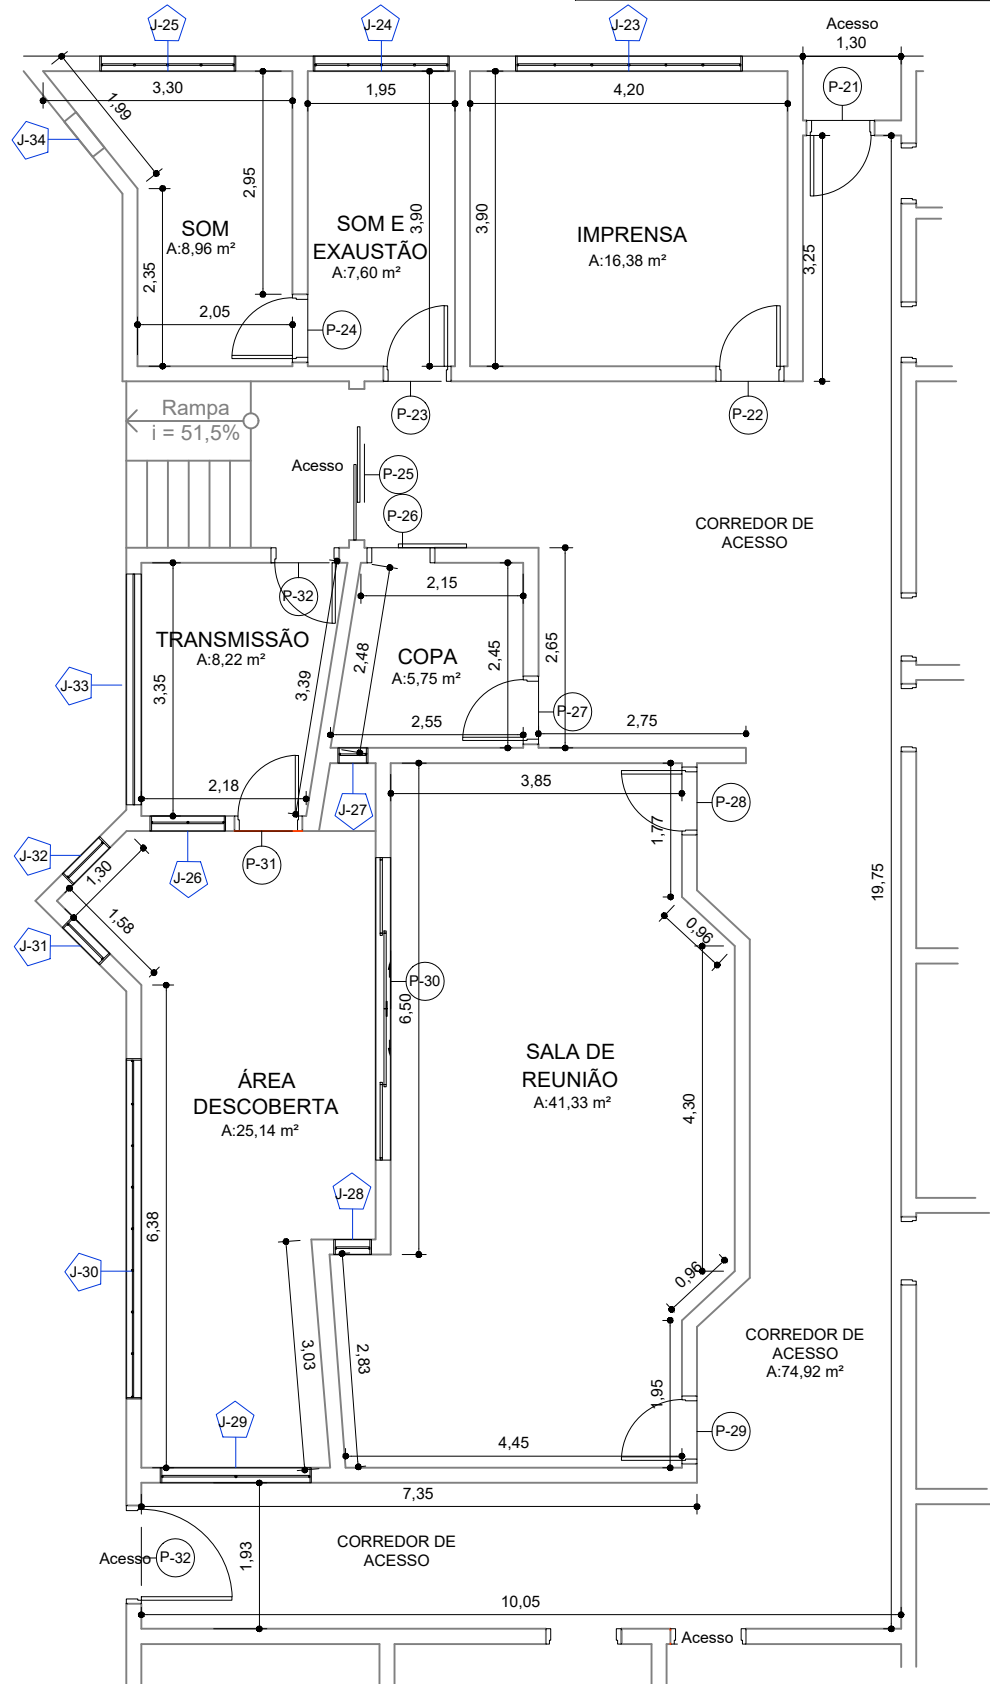 J-25
J-24
J-23
Acesso
1,30
3,30
1,95
4,20
P-21
1,99
J-34
2,95
3,90
3,90
SOM
A:8,96 m²
SOM E
EXAUSTÃO
A:7,60 m²
IMPRENSA
A:16,38 m²
3,25
2,35
2,05
P-24
P-23
P-22
Rampa
i = 51,5%
Acesso
P-25
P-26
CORREDOR DE
ACESSO
P-32
2,15
TRANSMISSÃO
A:8,22 m²
COPA
A:5,75 m²
2,48
2,45
2,65
3,35
3,39
J-33
P-27
2,55
2,75
2,18
3,85
J-27
P-28
1,77
J-32
1,30
J-26
P-31
19,75
1,58
J-31
0,96
P-30
6,50
SALA DE
REUNIÃO
A:41,33 m²
ÁREA
DESCOBERTA
A:25,14 m²
4,30
J-28
6,38
J-30
0,96
3,03
2,83
CORREDOR DE
ACESSO
A:74,92 m²
1,95
J-29
4,45
P-29
7,35
CORREDOR DE
ACESSO
1,93
Acesso
P-32
10,05
Acesso